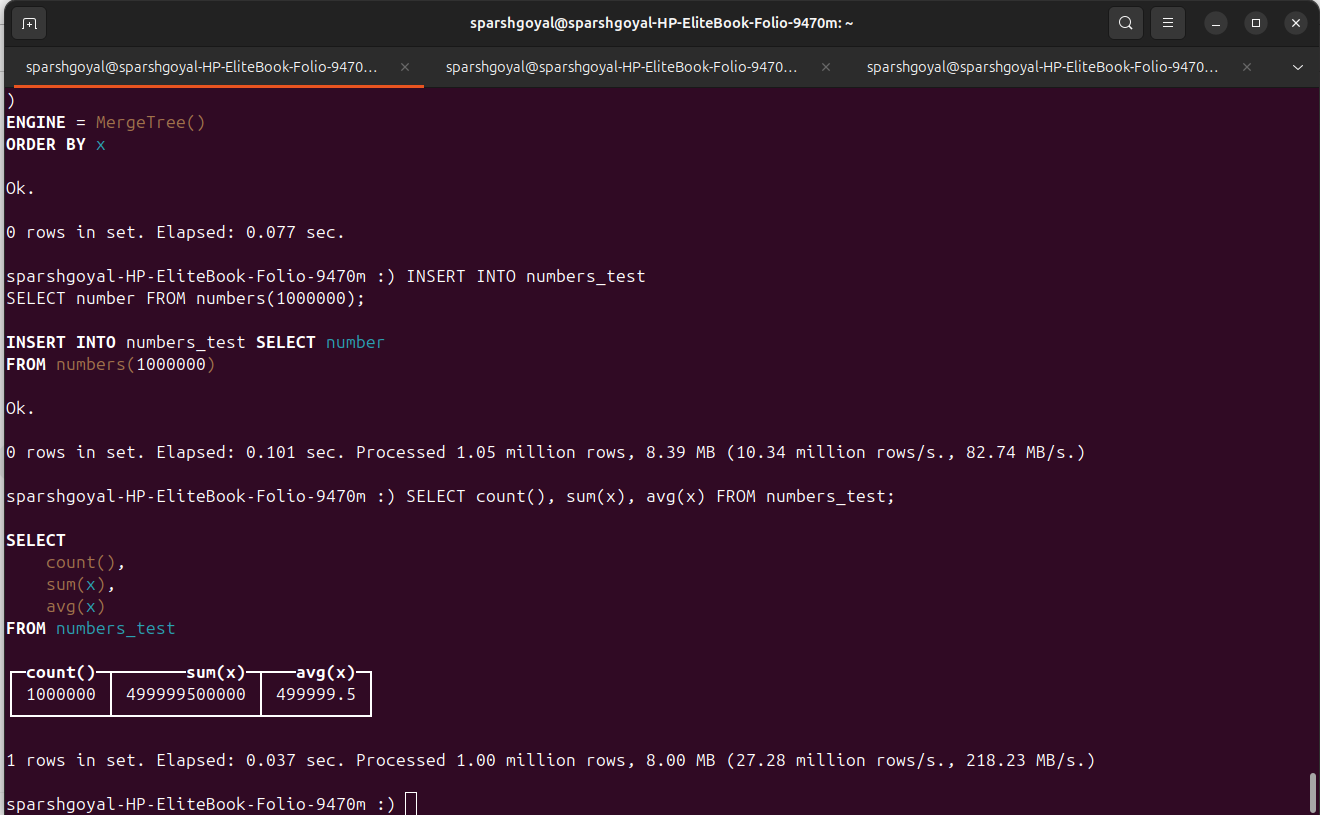 sparshgoyal@sparshgoyal-HP-EliteBook-Folio-9470m: ~
sparshgoyal@sparshgoyal-HP-EliteBook-Folio-9470... sparshgoyal@sparshgoyal-HP-EliteBook-Folio-9470... sparshgoyal@sparshgoyal-HP-EliteBook-Folio-9470...
)
ENGINE = MergeTree()
ORDER BY x
Ok.
0 rows in set. Elapsed: 0.077 sec.
sparshgoyal-HP-EliteBook-Folio-9470m :) INSERT INTO numbers_test
SELECT number FROM numbers(1000000);
INSERT INTO numbers_test SELECT number
FROM numbers(1000000)
Ok.
0 rows in set. Elapsed: 0.101 sec. Processed 1.05 million rows, 8.39 MB (10.34 million rows/s., 82.74 MB/s.)
sparshgoyal-HP-EliteBook-Folio-9470m :) SELECT count(), sum(x), avg(x) FROM numbers_test;
SELECT
    count(),
    sum(x),
    avg(x)
FROM numbers_test
count() sum(x) avg(x)
1000000 499999500000 499999.5
1 rows in set. Elapsed: 0.037 sec. Processed 1.00 million rows, 8.00 MB (27.28 million rows/s., 218.23 MB/s.)
sparshgoyal-HP-EliteBook-Folio-9470m :)